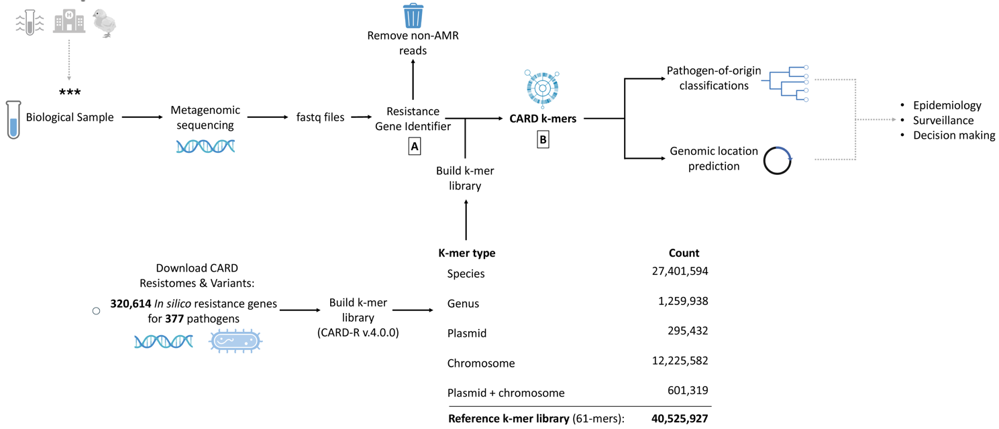 H
***
Biological Sample
Metagenomic
sequencing
fastq files
Remove non-AMR
reads
Resistance
Gene Identifier
A
CARD k-mers
B
Build k-mer
library
Pathogen-of-origin
classifications
Genomic location
prediction
• Epidemiology
• Surveillance
• Decision making
Download CARD
Resistomes & Variants:
320,614 In silico resistance genes
for 377 pathogens
Build k-mer
library
(CARD-R v.4.0.0)
K-mer type Count
Species 27,401,594
Genus 1,259,938
Plasmid 295,432
Chromosome 12,225,582
Plasmid + chromosome 601,319
Reference k-mer library (61-mers): 40,525,927